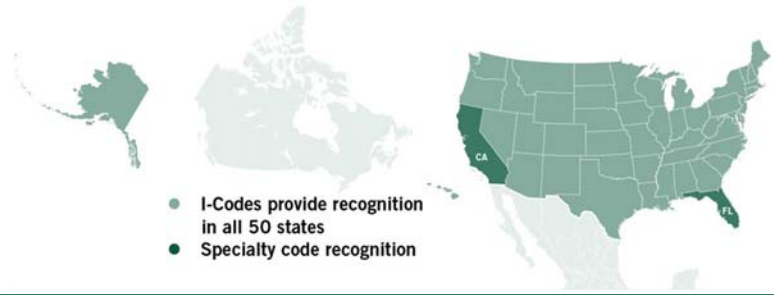 CA
FL
I-Codes provide recognition
in all 50 states
Specialty code recognition